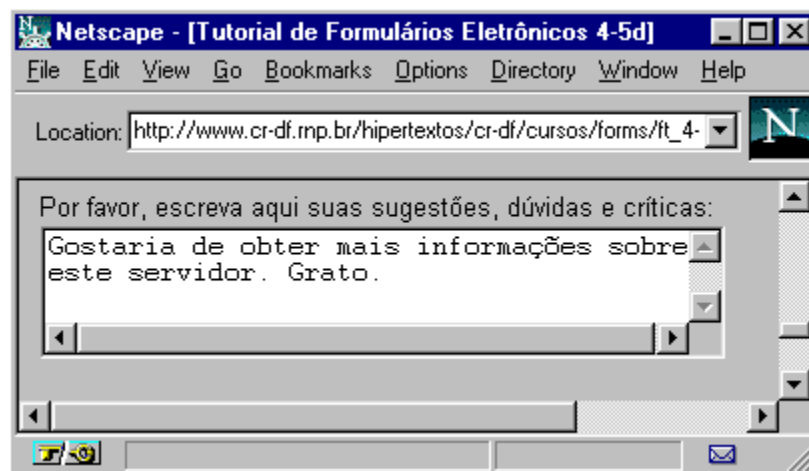 Netscape - [Tutorial de Formulários Eletrônicos 4-5d]
File Edit View Go Bookmarks Options Directory Window Help
Location: http://www.cr-df.rnp.br/hipertextos/cr-df/cursos/forms/ft_4-
N
Por favor, escreva aqui suas sugestões, dúvidas e críticas:
Gostaria de obter mais informações sobre
este servidor. Grato.